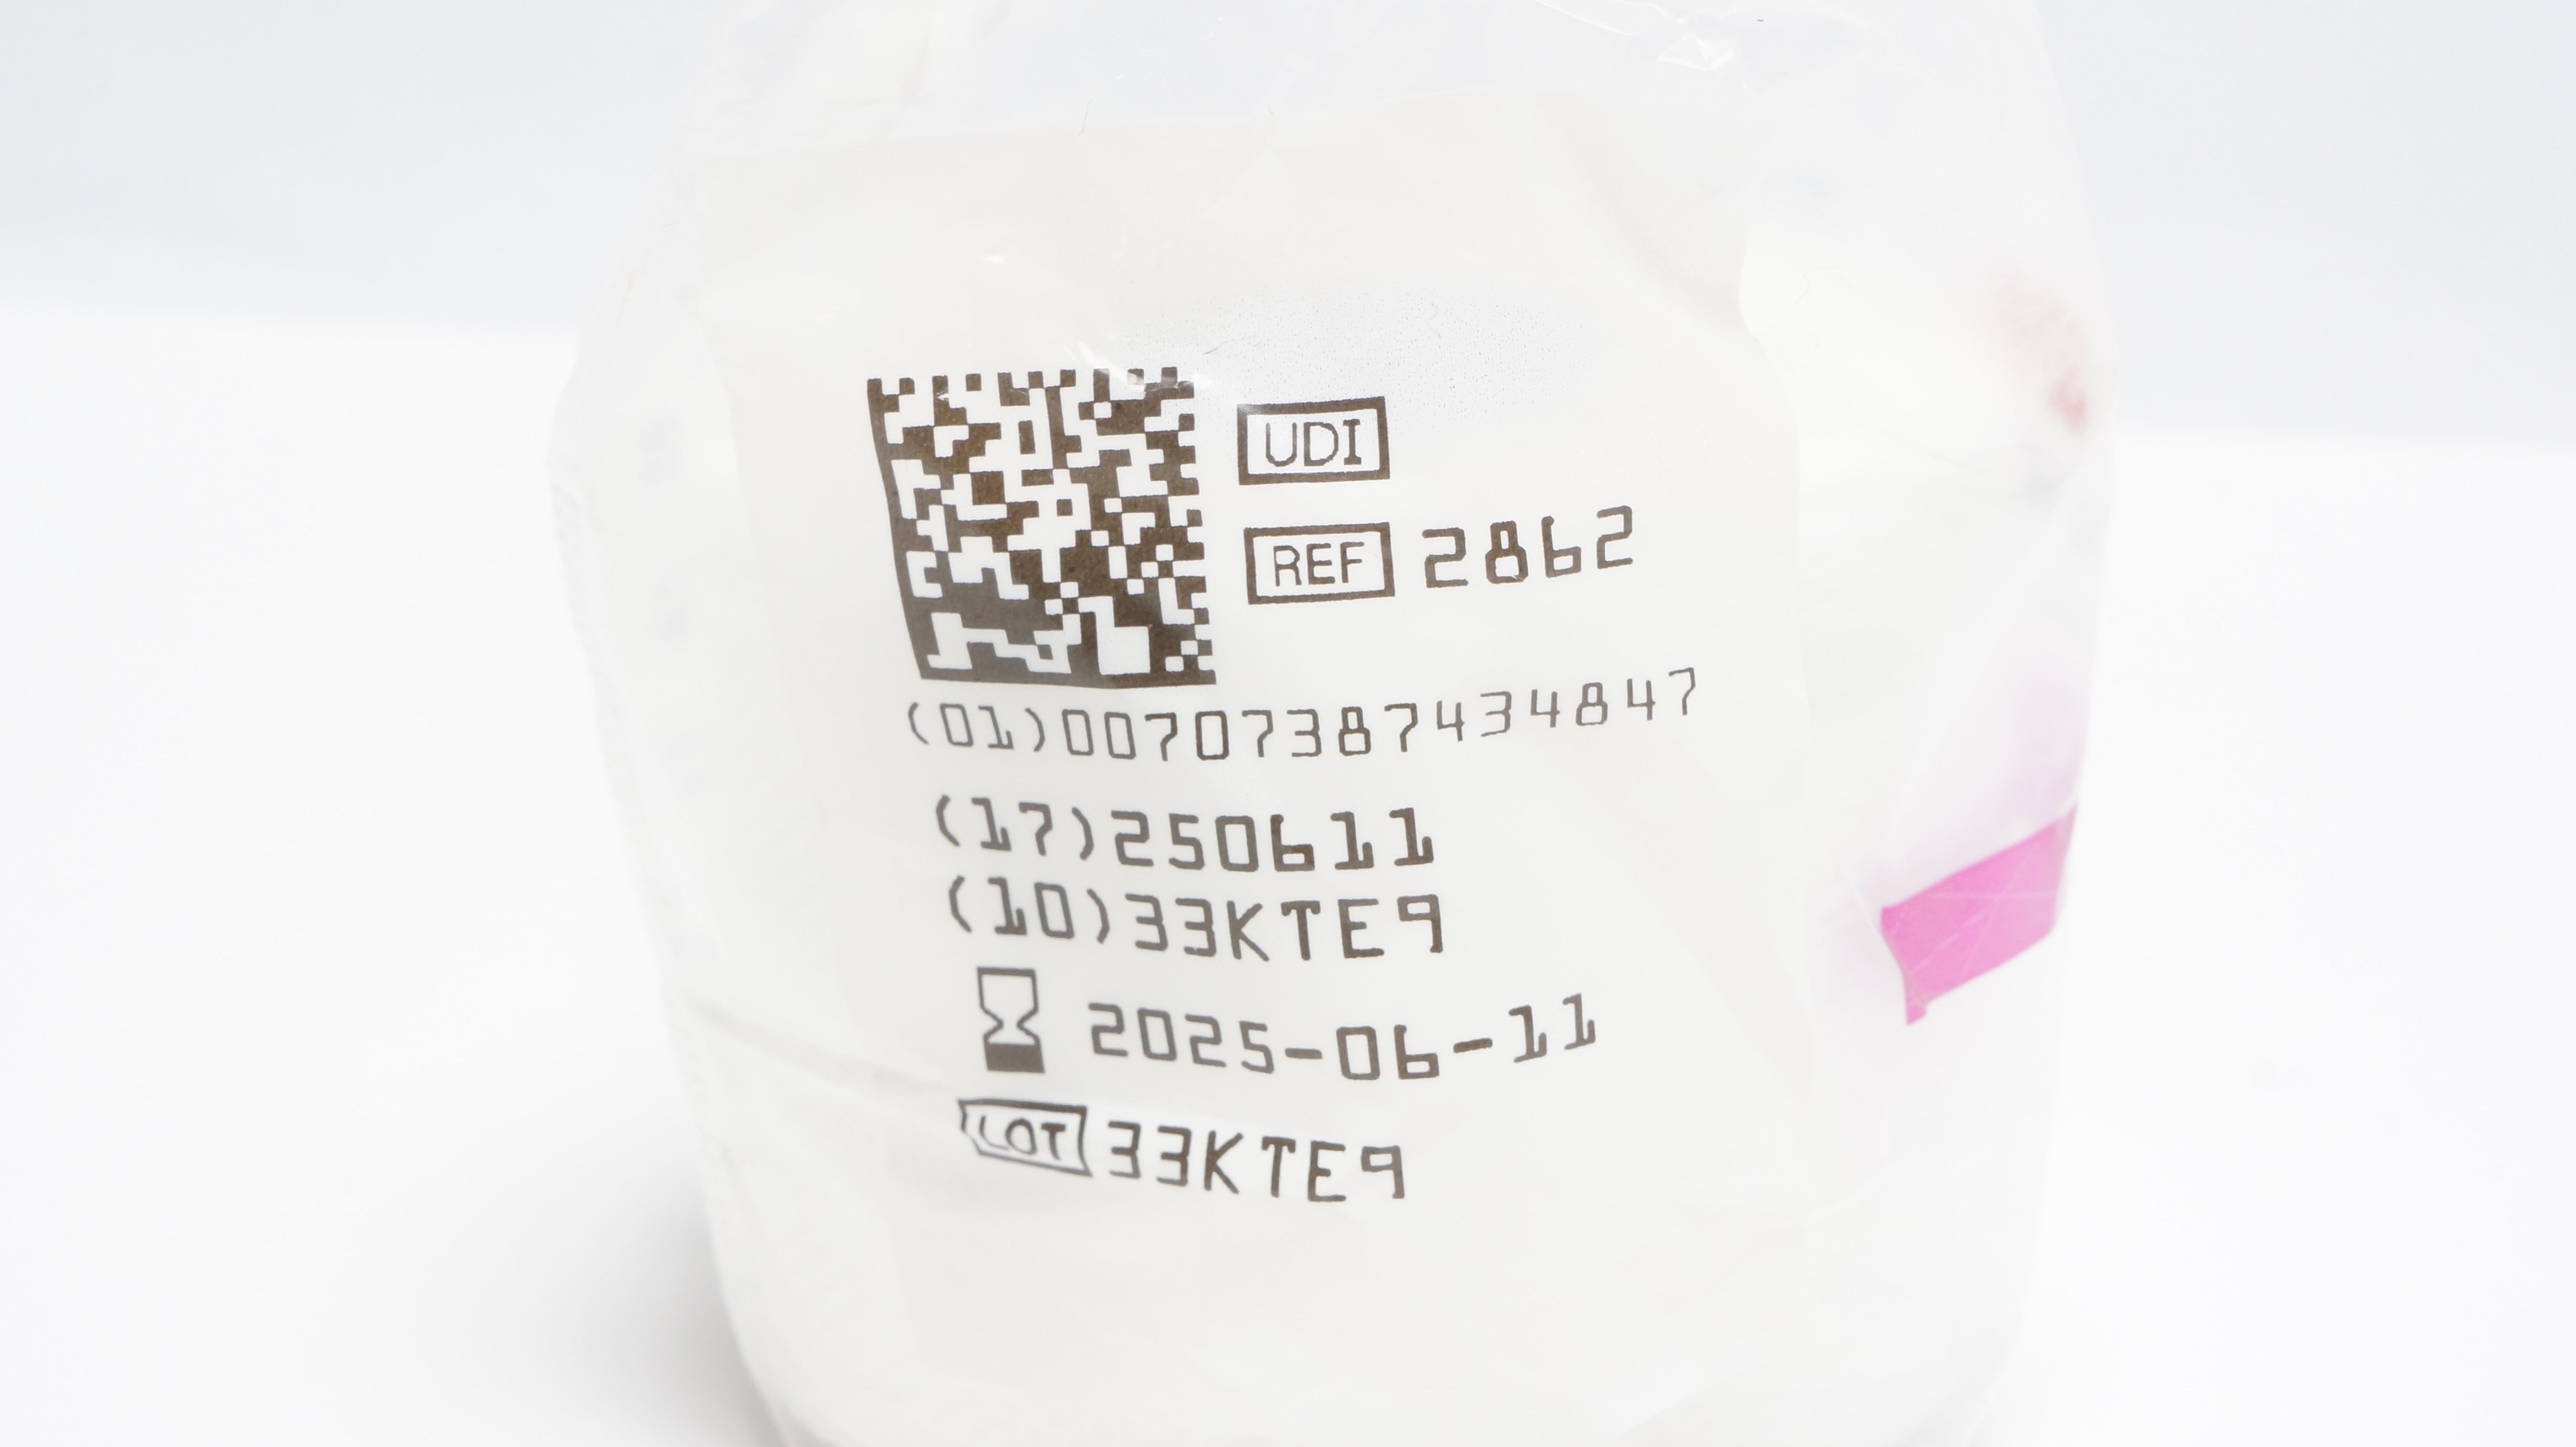 UDI
REF 2862
(01)00707387434847
(17)250611
(10)33KTE9
2025-06-11
LOT 33KTE9